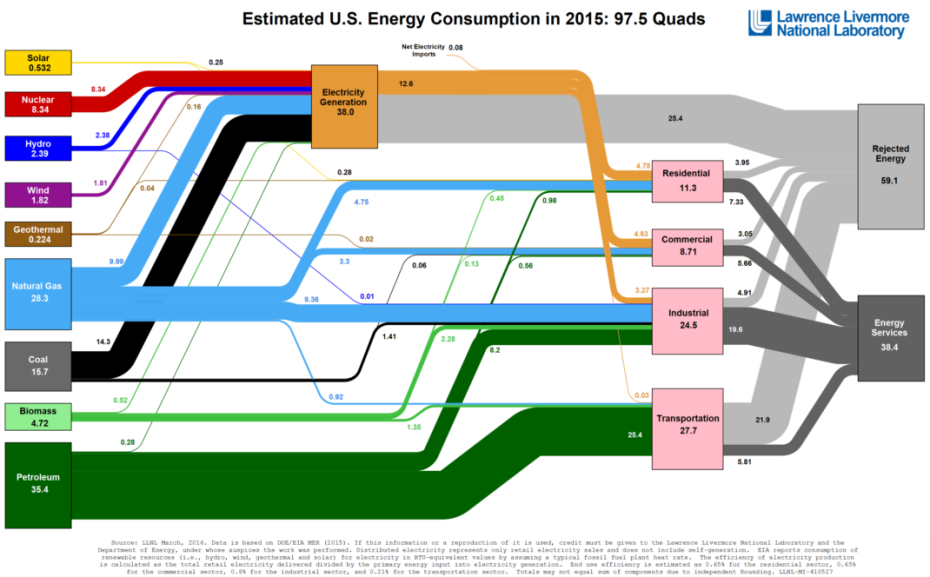 Estimated U.S. Energy Consumption in 2015: 97.5 Quads
Lawrence Livermore
National Laboratory
Net Electricity
Imports
0.08
Solar
0.532
0.25
Nuclear
8.34
8.34
0.16
Electricity
Generation
38.0
12.6
25.4
Rejected
Energy
59.1
Hydro
2.39
2.38
Wind
1.82
1.81
0.04
0.28
4.75
0.45
0.98
4.78
Residential
11.3
3.95
7.33
Geothermal
0.224
0.02
3.3
0.06
0.13
0.56
4.63
Commercial
8.71
3.05
5.66
Natural Gas
28.3
9.99
9.36
0.01
3.27
Industrial
24.5
4.91
19.6
Energy
Services
38.4
Coal
15.7
14.3
1.41
2.28
8.2
Biomass
4.72
0.52
0.92
1.35
0.03
Transportation
27.7
25.4
21.9
5.81
Petroleum
35.4
0.28
Source: LLNL March, 2016. Data is based on DOE/EIA MER (2015). If this information or a reproduction of it is used, credit must be given to the Lawrence Livermore National Laboratory and the
Department of Energy, under whose auspices the work was performed. Distributed electricity represents only retail electricity sales and does not include self-generation. EIA reports consumption of
renewable resources (i.e., hydro, wind, geothermal and solar) for electricity in BTU-equivalent values by assuming a typical fossil fuel plant heat rate. The efficiency of electricity production
is calculated as the total retail electricity delivered divided by the primary energy input into electricity generation. End use efficiency is estimated as 0.65% for the residential sector, 0.65%
for the commercial sector, 0.8% for the industrial sector, and 0.21% for the transportation sector. Totals may not equal sum of components due to independent Rounding. LLNL-MI-410527